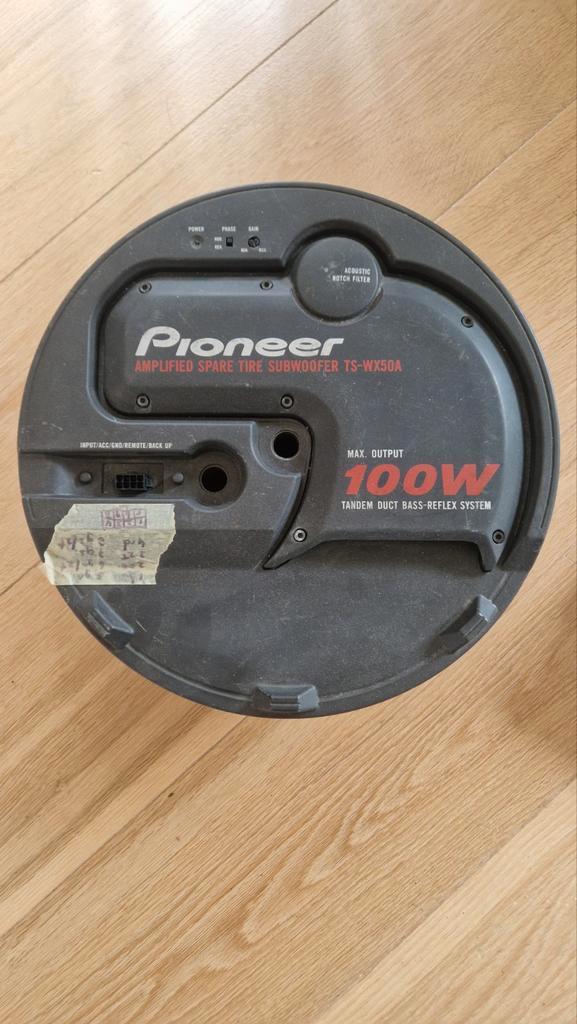 POWER PHASE GAIN
NOR.
REV.
MIN. MAX.
ACOUSTIC
NOTCH FILTER
Pioneer
AMPLIFIED SPARE TIRE SUBWOOFER TS-WX50A
INPUT/ACC/GND/REMOTE/BACK UP
MAX. OUTPUT
100W
TANDEM DUCT BASS-REFLEX SYSTEM